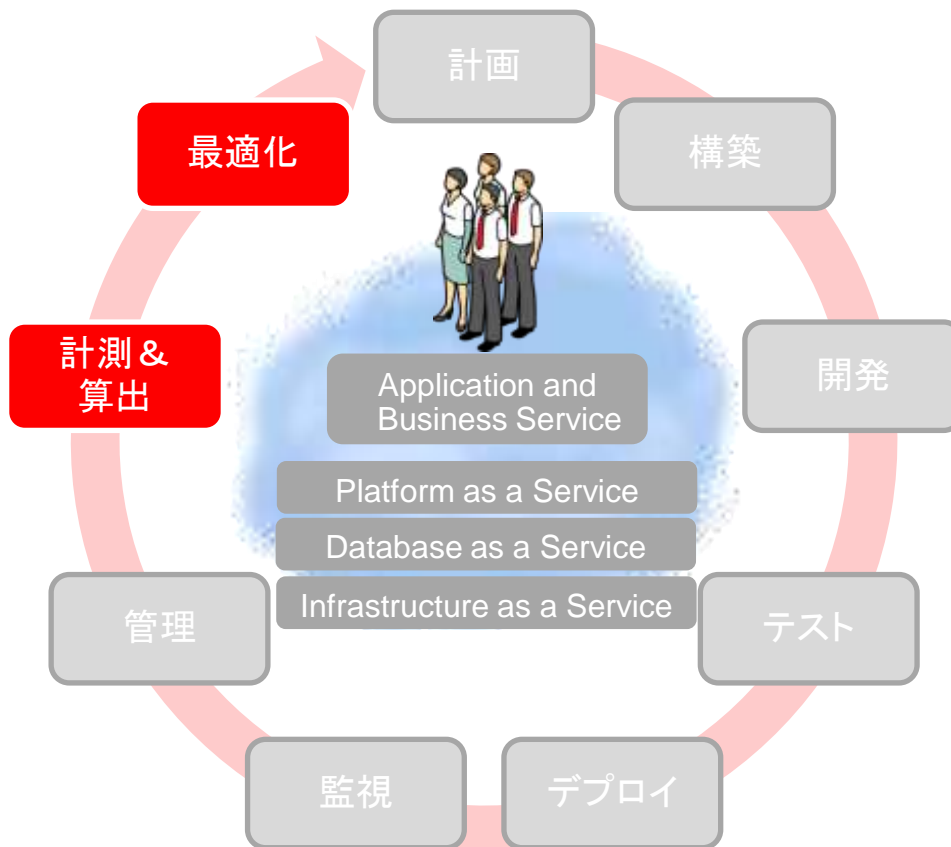 計画
構築
開発
テスト
デプロイ
監視
管理
計測&
算出
最適化
Application and
Business Service
Platform as a Service
Database as a Service
Infrastructure as a Service